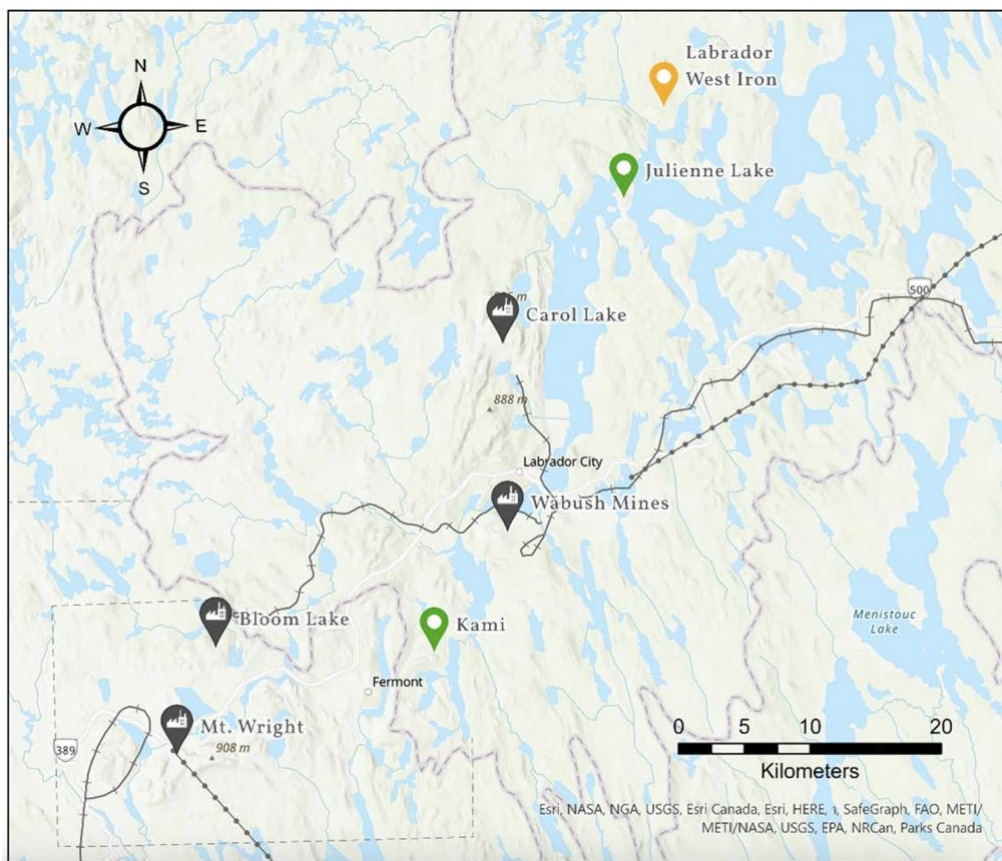 Labrador
West Iron
N
W
E
S
Julienne Lake
500
Carol Lake
888 m
Labrador City
Wabush Mines
Bloom Lake
Kami
Menistouc
Lake
Fermont
Mt. Wright
389
908 m
0 5 10 20
Kilometers
Esri, NASA, NGA, USGS, Esri Canada, Esri, HERE, SafeGraph, FAO, METI/
METI/NASA, USGS, EPA, NRCan, Parks Canada